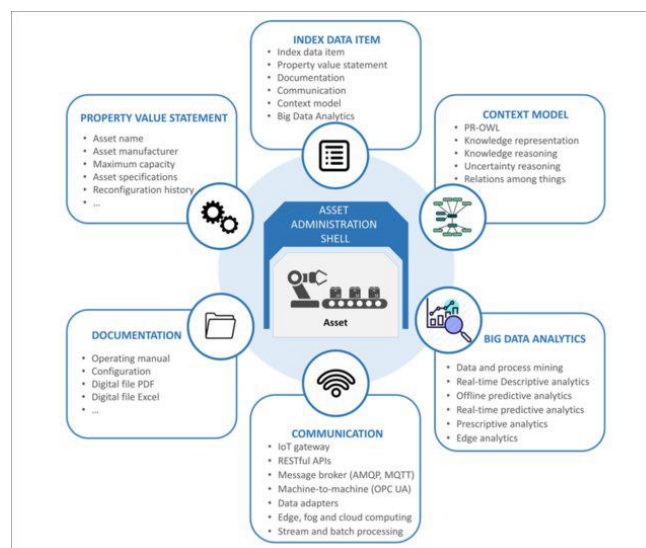 INDEX DATA ITEM
• Index data item
• Property value statement
• Documentation
• Communication
• Context model
• Big Data Analytics
PROPERTY VALUE STATEMENT
• Asset name
• Asset manufacturer
• Maximum capacity
• Asset specifications
• Reconfiguration history
• ...
CONTEXT MODEL
• PR-OWL
• Knowledge representation
• Knowledge reasoning
• Uncertainty reasoning
• Relations among things
ASSET
ADMINISTRATION
SHELL
Asset
DOCUMENTATION
• Operating manual
• Configuration
• Digital file PDF
• Digital file Excel
• ...
BIG DATA ANALYTICS
• Data and process mining
• Real-time Descriptive analytics
• Offline predictive analytics
• Real-time predictive analytics
• Prescriptive analytics
• Edge analytics
COMMUNICATION
• IoT gateway
• RESTful APIs
• Message broker (AMQP, MQTT)
• Machine-to-machine (OPC UA)
• Data adapters
• Edge, fog and cloud computing
• Stream and batch processing